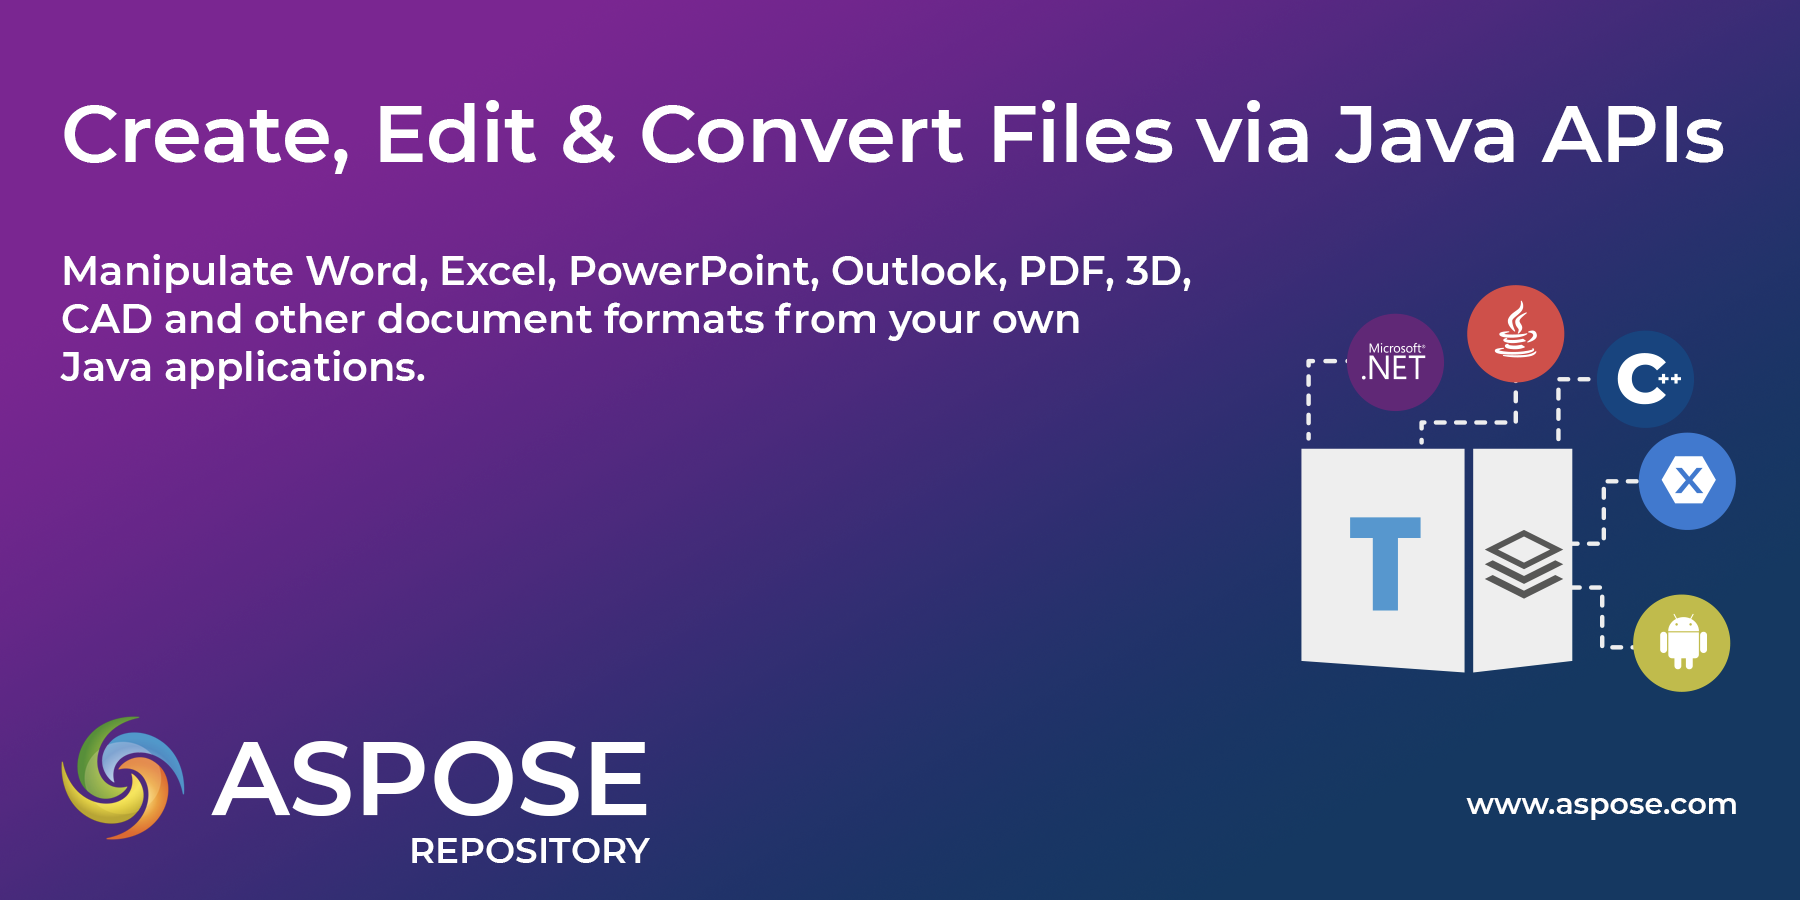 Create, Edit & Convert Files via Java APIs
Manipulate Word, Excel, PowerPoint, Outlook, PDF, 3D,
CAD and other document formats from your own
Java applications.
Microsoft®
.NET
C++
X
T
ASPOSE
REPOSITORY
www.aspose.com